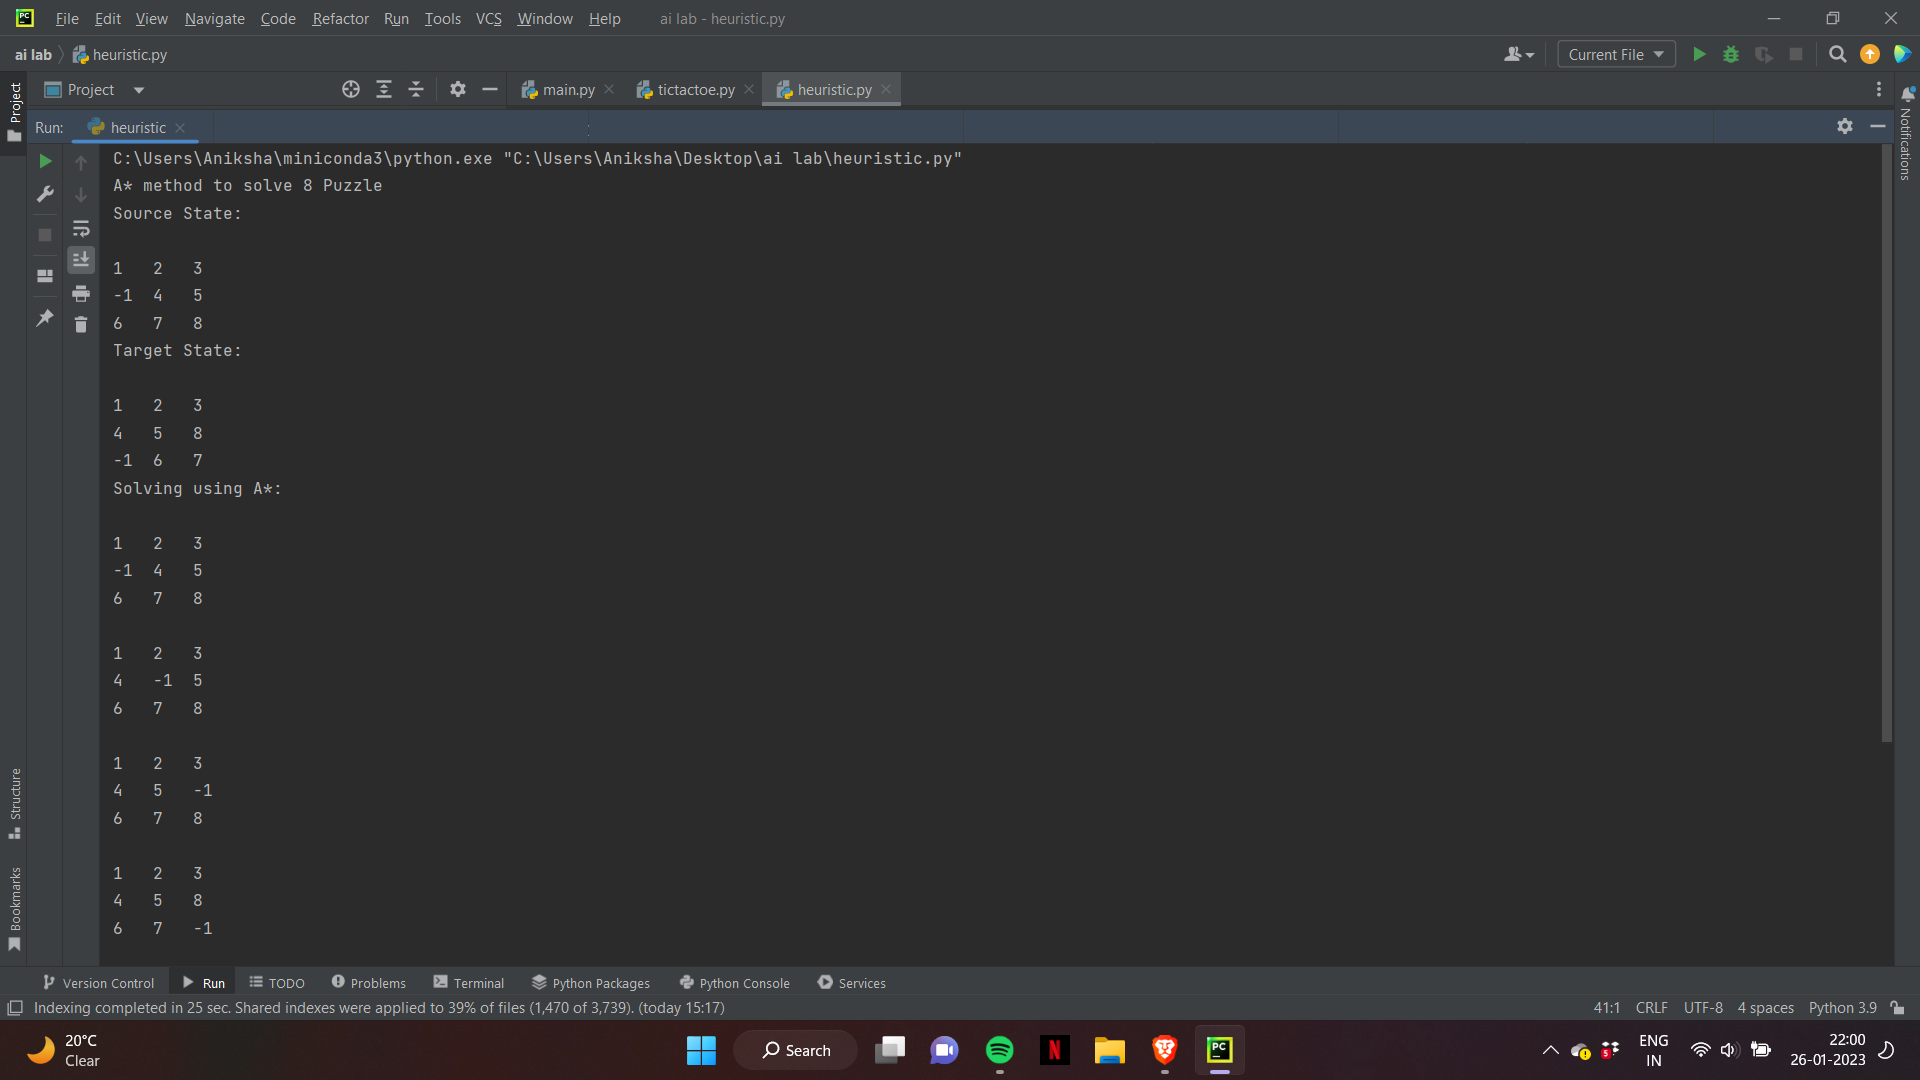 PC File Edit View Navigate Code Refactor Run Tools VCS Window Help ai lab - heuristic.py
ai lab heuristic.py Current File
Project main.py tictactoe.py heuristic.py
Run: heuristic
C:\Users\Aniksha\miniconda3\python.exe "C:\Users\Aniksha\Desktop\ai lab\heuristic.py"
A* method to solve 8 Puzzle
Source State:
1 2 3
-1 4 5
6 7 8
Target State:
1 2 3
4 5 8
-1 6 7
Solving using A*:
1 2 3
-1 4 5
6 7 8
1 2 3
4 -1 5
6 7 8
1 2 3
4 5 -1
6 7 8
1 2 3
4 5 8
6 7 -1
Project
Structure
Bookmarks
Notifications
Version Control Run TODO Problems Terminal Python Packages Python Console Services
Indexing completed in 25 sec. Shared indexes were applied to 39% of files (1,470 of 3,739). (today 15:17) 41:1 CRLF UTF-8 4 spaces Python 3.9
20°C
Clear
Search
N
PC
5
ENG
IN
22:00
26-01-2023